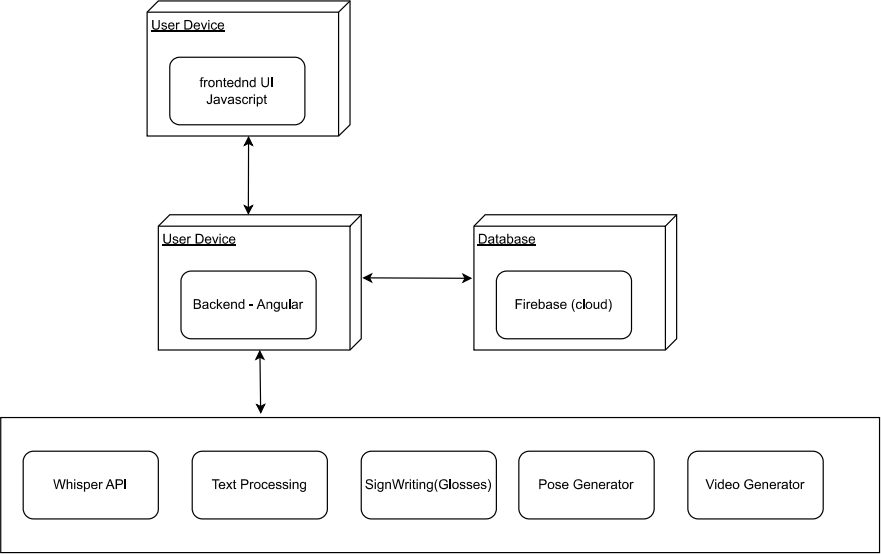 User Device
frontednd UI
Javascript
User Device
Backend - Angular
Database
Firebase (cloud)
Whisper API
Text Processing
SignWriting(Glosses)
Pose Generator
Video Generator